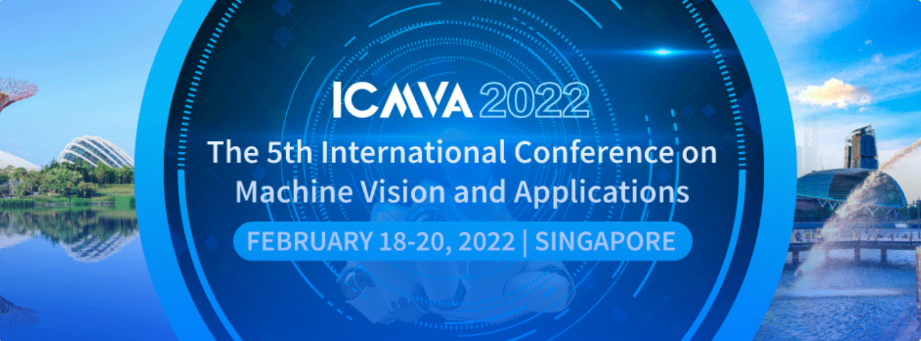 ICMVA 2022
The 5th International Conference on
Machine Vision and Applications
FEBRUARY 18-20, 2022 | SINGAPORE